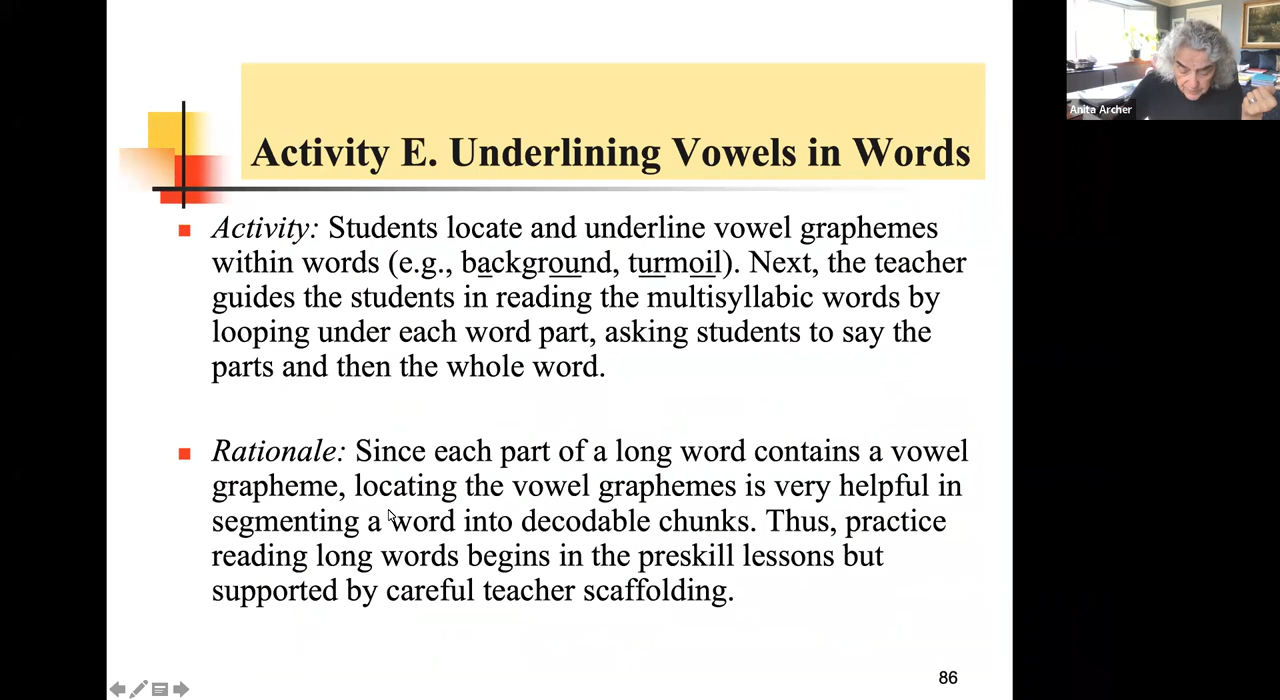 Activity E. Underlining Vowels in Words
Activity: Students locate and underline vowel graphemes
within words (e.g., background, turmoil). Next, the teacher
guides the students in reading the multisyllabic words by
looping under each word part, asking students to say the
parts and then the whole word.
Rationale: Since each part of a long word contains a vowel
grapheme, locating the vowel graphemes is very helpful in
segmenting a word into decodable chunks. Thus, practice
reading long words begins in the preskill lessons but
supported by careful teacher scaffolding.
86
Anita Archer